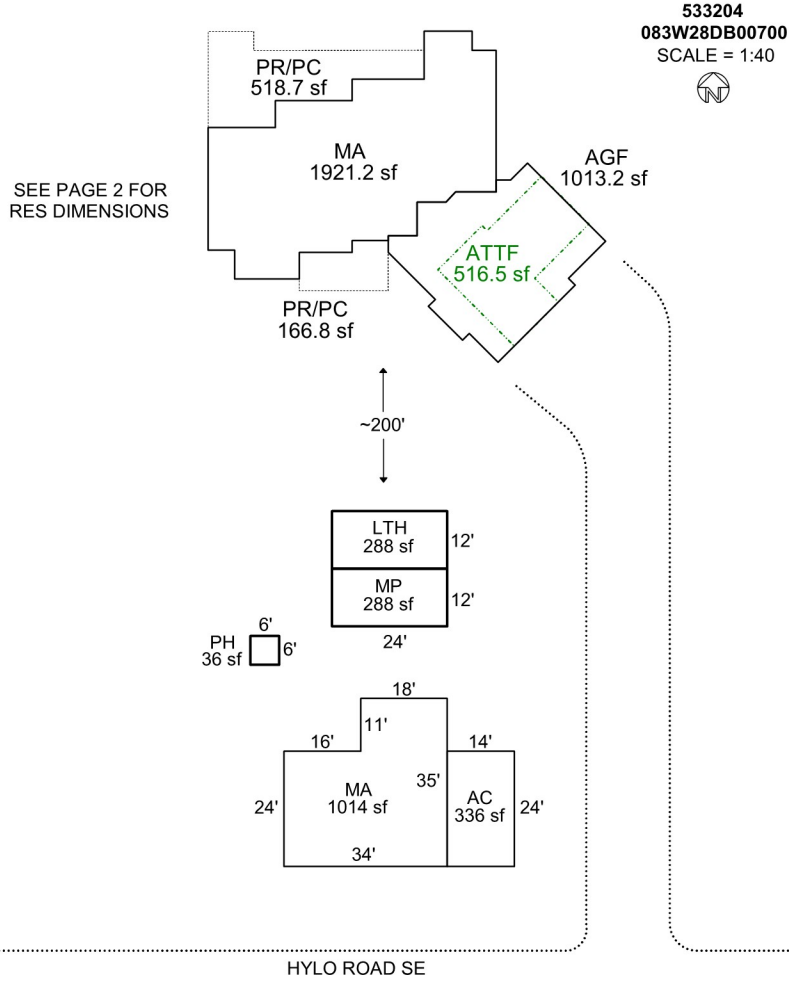 533204
083W28DB00700
SCALE = 1:40
N
PR/PC
518.7 sf
MA
1921.2 sf
AGF
1013.2 sf
SEE PAGE 2 FOR
RES DIMENSIONS
ATTF
516.5 sf
PR/PC
166.8 sf
~200'
LTH
288 sf
12'
MP
288 sf
12'
24'
6'
PH
36 sf
6'
18'
11'
16'
14'
35'
24'
MA
1014 sf
AC
336 sf
24'
34'
HYLO ROAD SE